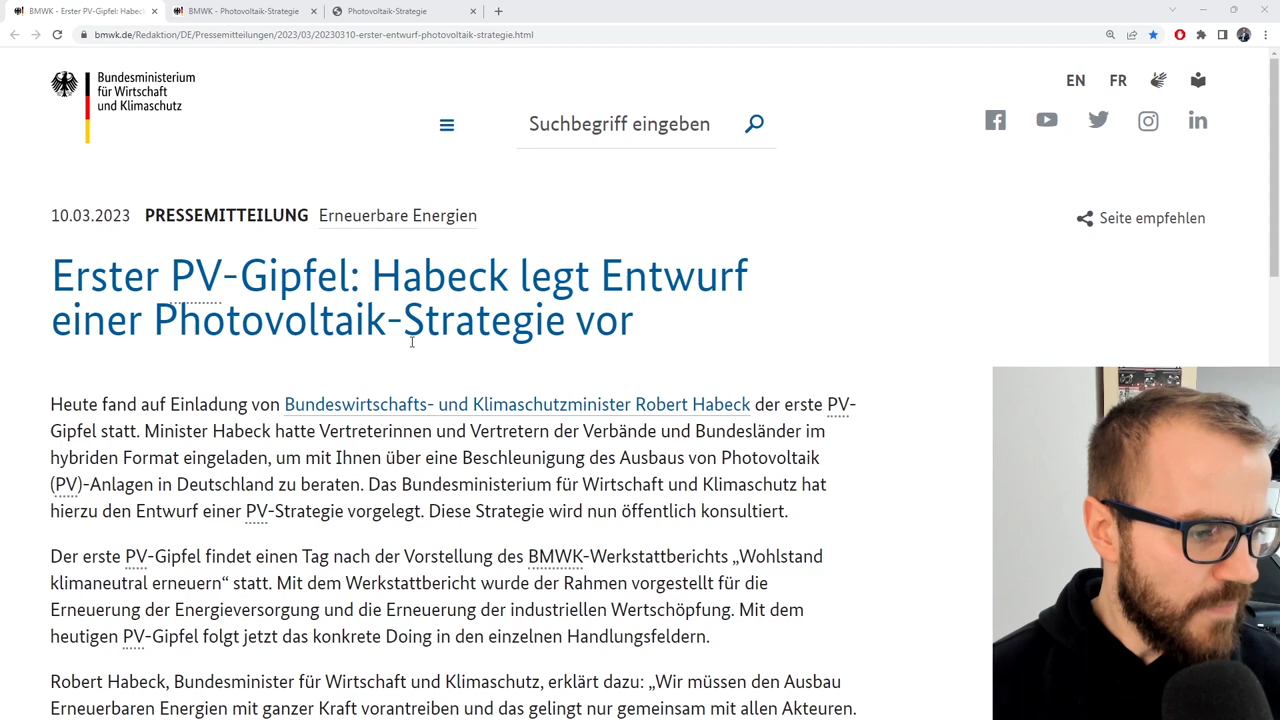 BMWK - Erster PV-Gipfel: Habec
BMWK - Photovoltaik-Strategie
Photovoltaik-Strategie
bmwk.de/Redaktion/DE/Pressemitteilungen/2023/03/20230310-erster-entwurf-photovoltaik-strategie.html
Bundesministerium
für Wirtschaft
und Klimaschutz
Suchbegriff eingeben
EN FR
10.03.2023 PRESSEMITTEILUNG Erneuerbare Energien
Seite empfehlen
Erster PV-Gipfel: Habeck legt Entwurf
einer Photovoltaik-Strategie vor
Heute fand auf Einladung von Bundeswirtschafts- und Klimaschutzminister Robert Habeck der erste PV-
Gipfel statt. Minister Habeck hatte Vertreterinnen und Vertretern der Verbände und Bundesländer im
hybriden Format eingeladen, um mit Ihnen über eine Beschleunigung des Ausbaus von Photovoltaik
(PV)-Anlagen in Deutschland zu beraten. Das Bundesministerium für Wirtschaft und Klimaschutz hat
hierzu den Entwurf einer PV-Strategie vorgelegt. Diese Strategie wird nun öffentlich konsultiert.
Der erste PV-Gipfel findet einen Tag nach der Vorstellung des BMWK-Werkstattberichts „Wohlstand
klimaneutral erneuern“ statt. Mit dem Werkstattbericht wurde der Rahmen vorgestellt für die
Erneuerung der Energieversorgung und die Erneuerung der industriellen Wertschöpfung. Mit dem
heutigen PV-Gipfel folgt jetzt das konkrete Doing in den einzelnen Handlungsfeldern.
Robert Habeck, Bundesminister für Wirtschaft und Klimaschutz, erklärt dazu: „Wir müssen den Ausbau
Erneuerbaren Energien mit ganzer Kraft vorantreiben und das gelingt nur gemeinsam mit allen Akteuren.